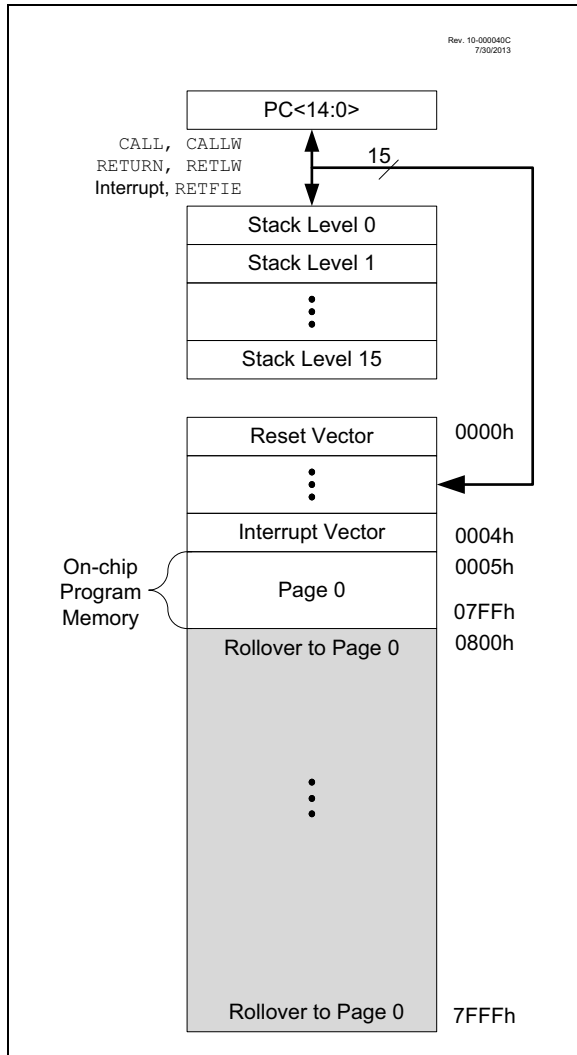 Rev. 10-000040C
7/30/2013
PC<14:0>
CALL, CALLW
RETURN, RETLW
Interrupt, RETFIE
15
Stack Level 0
Stack Level 1
Stack Level 15
Reset Vector
0000h
Interrupt Vector
0004h
On-chip
Program
Memory
Page 0
0005h
07FFh
Rollover to Page 0
0800h
Rollover to Page 0
7FFFh